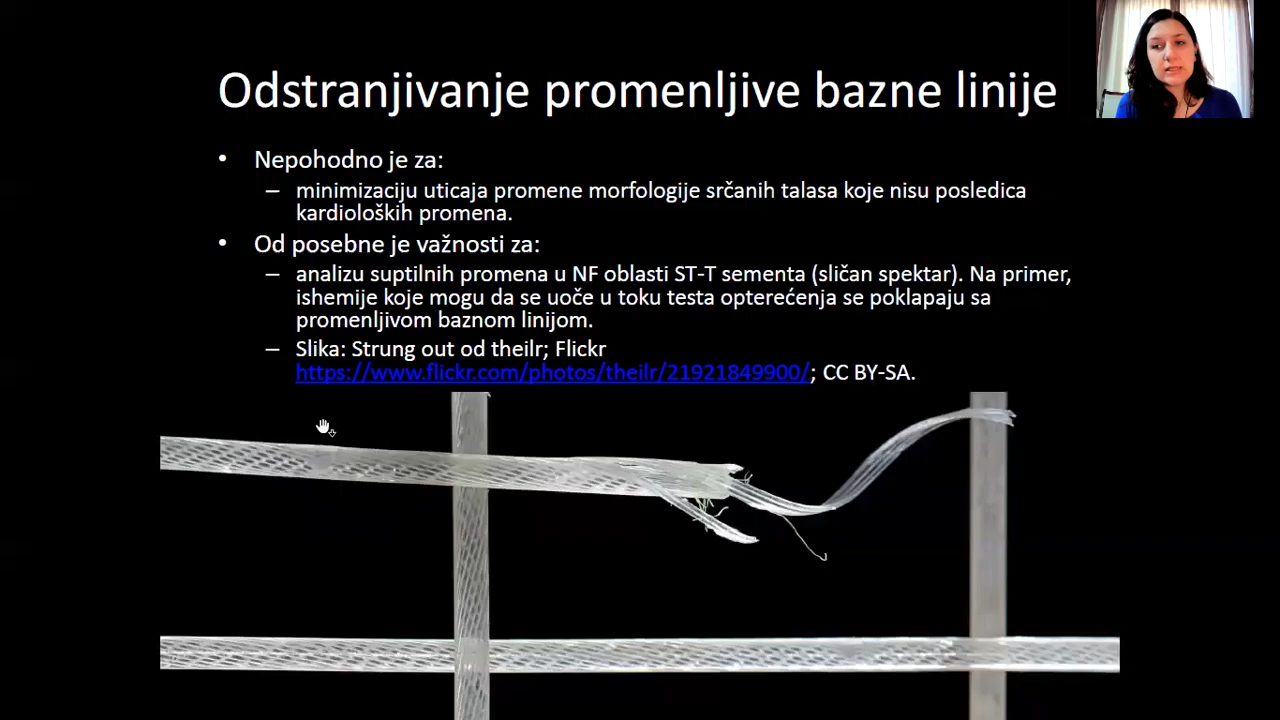 Odstranjivanje promenljive bazne linije
• Nepohodno je za:
– minimizaciju uticaja promene morfologije srčanih talasa koje nisu posledica
kardioloških promena.
• Od posebne je važnosti za:
– analizu suptilnih promena u NF oblasti ST-T sementa (sličan spektar). Na primer,
ishemije koje mogu da se uoče u toku testa opterećenja se poklapaju sa
promenljivom baznom linijom.
– Slika: Strung out od theilr; Flickr
https://www.flickr.com/photos/theilr/21921849900/; CC BY-SA.